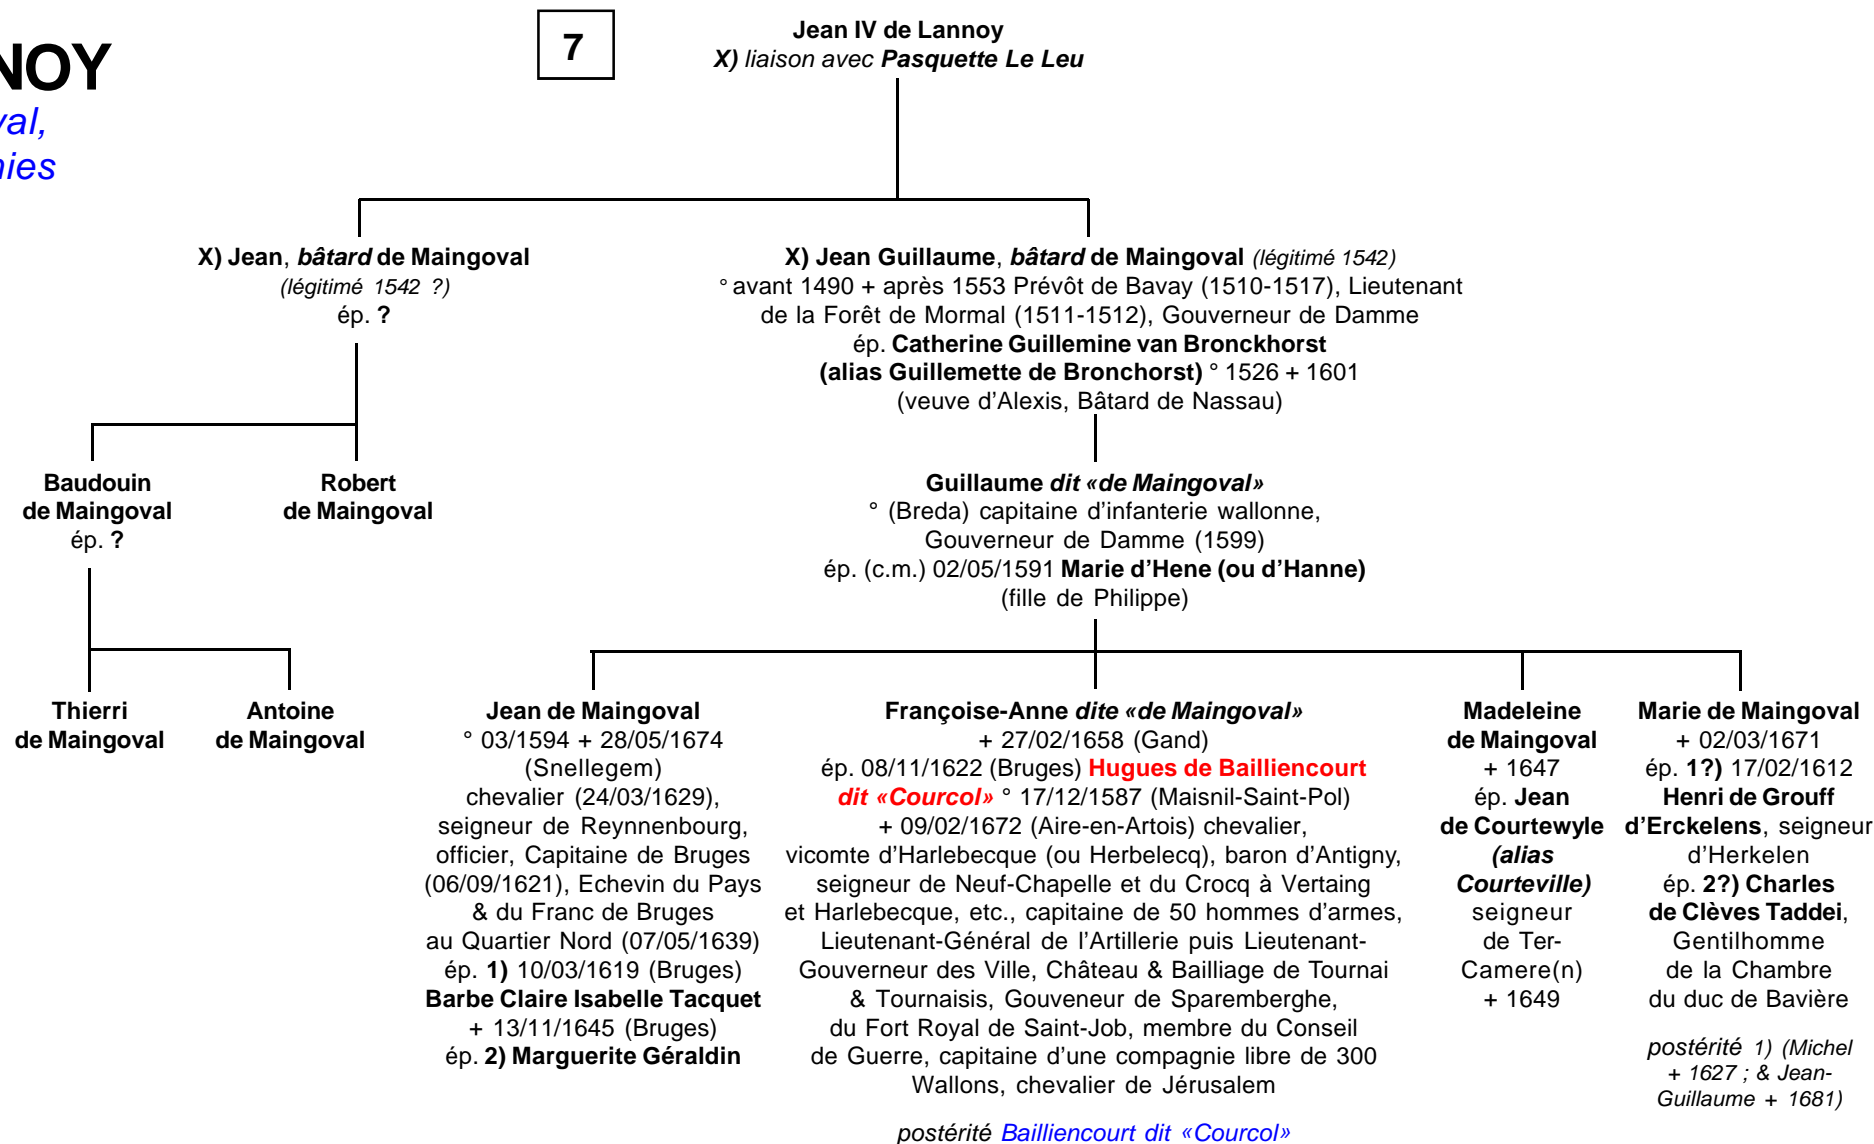 NOY
val,
nies
7
Jean IV de Lannoy
X) liaison avec Pasquette Le Leu
X) Jean, bâtard de Maingoval
(légitimé 1542 ?)
ép. ?
X) Jean Guillaume, bâtard de Maingoval (légitimé 1542)
° avant 1490 + après 1553 Prévôt de Bavay (1510-1517), Lieutenant
de la Forêt de Mormal (1511-1512), Gouverneur de Damme
ép. Catherine Guillemine van Bronckhorst
(alias Guillemette de Bronchorst) ° 1526 + 1601
(veuve d'Alexis, Bâtard de Nassau)
Baudouin
de Maingoval
ép. ?
Robert
de Maingoval
Guillaume dit «de Maingoval»
° (Breda) capitaine d'infanterie wallonne,
Gouverneur de Damme (1599)
ép. (c.m.) 02/05/1591 Marie d'Hene (ou d'Hanne)
(fille de Philippe)
Thierri
de Maingoval
Antoine
de Maingoval
Jean de Maingoval
° 03/1594 + 28/05/1674
(Snellegem)
chevalier (24/03/1629),
seigneur de Reynnenbourg,
officier, Capitaine de Bruges
(06/09/1621), Echevin du Pays
& du Franc de Bruges
au Quartier Nord (07/05/1639)
ép. 1) 10/03/1619 (Bruges)
Barbe Claire Isabelle Tacquet
+ 13/11/1645 (Bruges)
ép. 2) Marguerite Géraldin
Françoise-Anne dite «de Maingoval»
+ 27/02/1658 (Gand)
ép. 08/11/1622 (Bruges) Hugues de Bailliencourt
dit «Courcol» ° 17/12/1587 (Maisnil-Saint-Pol)
+ 09/02/1672 (Aire-en-Artois) chevalier,
vicomte d'Harlebecque (ou Herbelecq), baron d'Antigny,
seigneur de Neuf-Chapelle et du Crocq à Vertaing
et Harlebecque, etc., capitaine de 50 hommes d'armes,
Lieutenant-Général de l'Artillerie puis Lieutenant-
Gouverneur des Ville, Château & Bailliage de Tournai
& Tournaisis, Gouveneur de Sparemberghe,
du Fort Royal de Saint-Job, membre du Conseil
de Guerre, capitaine d'une compagnie libre de 300
Wallons, chevalier de Jérusalem
postérité Bailliencourt dit «Courcol»
Madeleine
de Maingoval
+ 1647
ép. Jean
de Courtewyle
(alias
Courteville)
seigneur
de Ter-
Camere(n)
+ 1649
Marie de Maingoval
+ 02/03/1671
ép. 1?) 17/02/1612
Henri de Grouff
d'Erckelens, seigneur
d'Herkelen
ép. 2?) Charles
de Clèves Taddei,
Gentilhomme
de la Chambre
du duc de Bavière
postérité 1) (Michel
+ 1627 ; & Jean-
Guillaume + 1681)